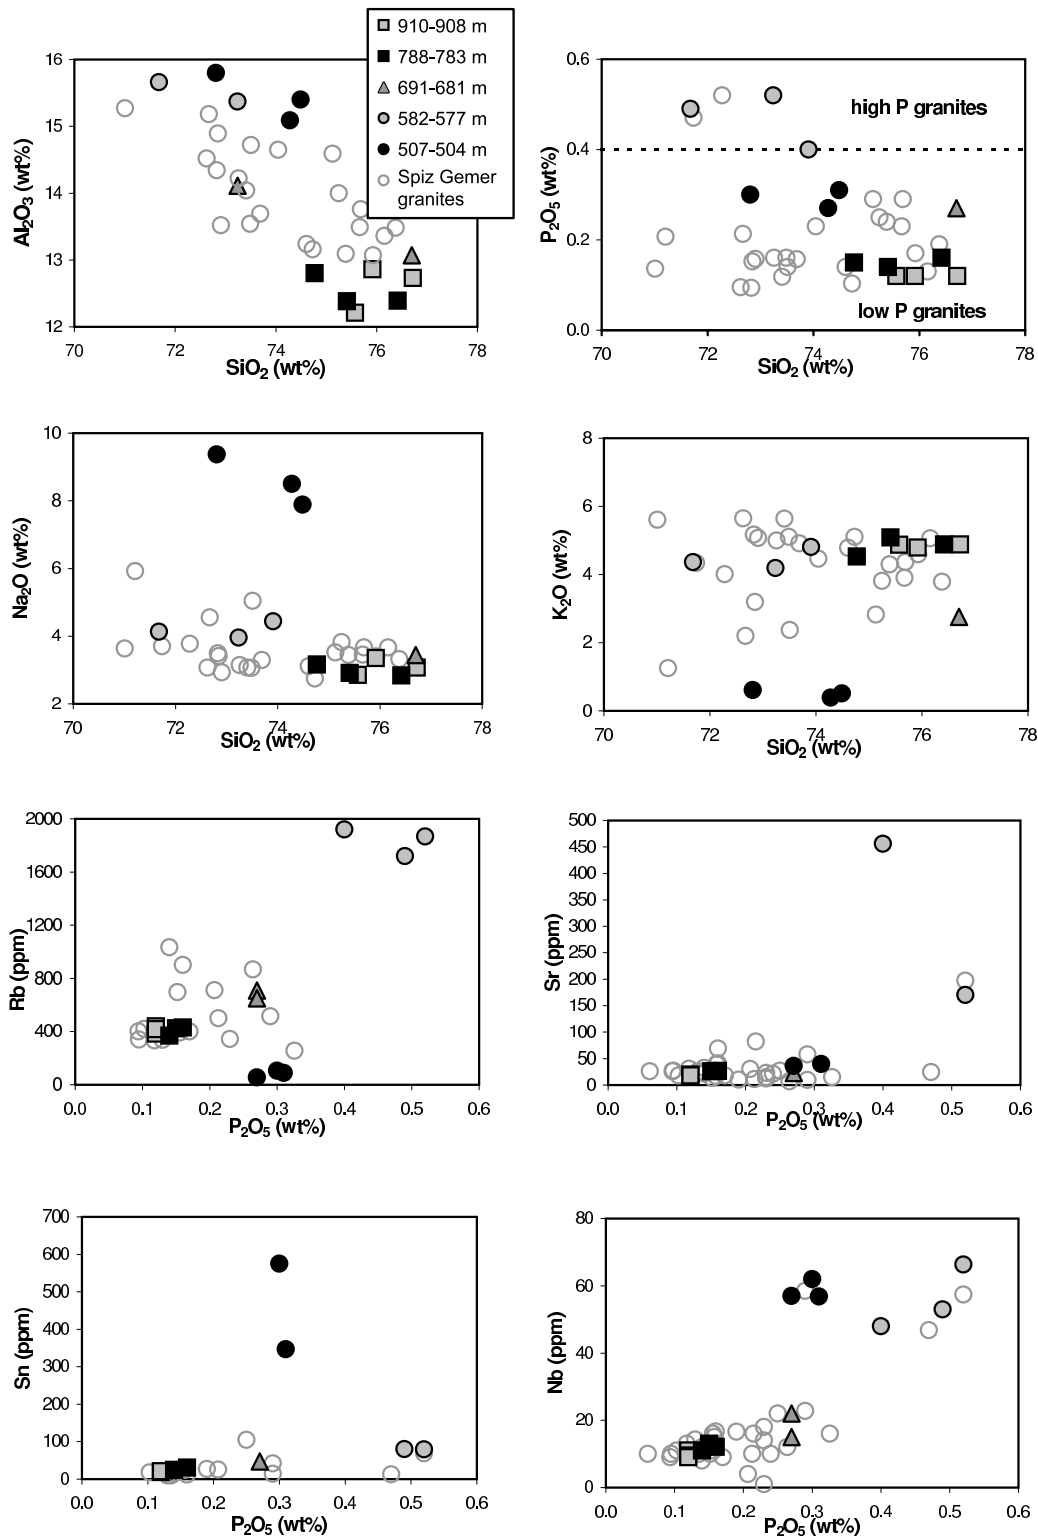 910-908 m
788-783 m
691-681 m
582-577 m
507-504 m
Spiz Gemer
granites
16
15
14
13
12
Al₂O₃ (wt%)
70 72 74 76 78
SiO₂ (wt%)
0.6
0.4
0.2
0.0
P₂O₅ (wt%)
high P granites
low P granites
70 72 74 76 78
SiO₂ (wt%)
10
8
6
4
2
Na₂O (wt%)
70 72 74 76 78
SiO₂ (wt%)
8
6
4
2
0
K₂O (wt%)
70 72 74 76 78
SiO₂ (wt%)
2000
1600
1200
800
400
0
Rb (ppm)
0.0 0.1 0.2 0.3 0.4 0.5 0.6
P₂O₅ (wt%)
500
450
400
350
300
250
200
150
100
50
0
Sr (ppm)
0.0 0.1 0.2 0.3 0.4 0.5 0.6
P₂O₅ (wt%)
700
600
500
400
300
200
100
0
Sn (ppm)
0.0 0.1 0.2 0.3 0.4 0.5 0.6
P₂O₅ (wt%)
80
60
40
20
0
Nb (ppm)
0.0 0.1 0.2 0.3 0.4 0.5 0.6
P₂O₅ (wt%)